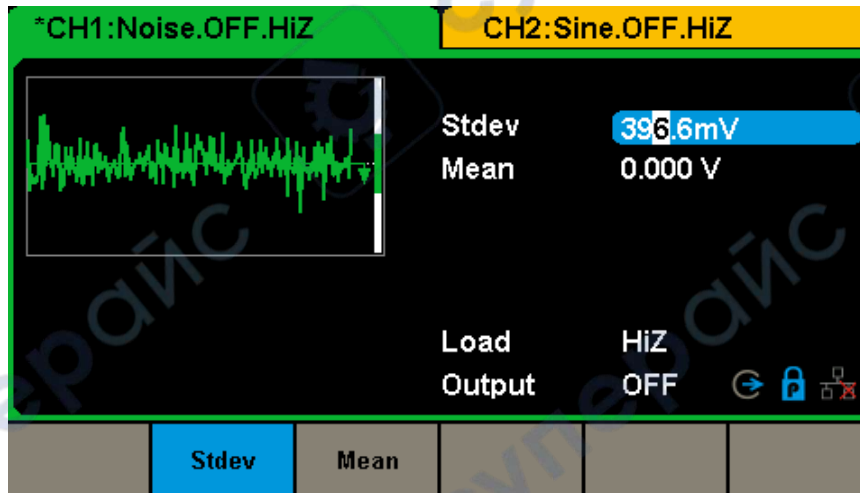 *CH1:Noise.OFF.HiZ
CH2:Sine.OFF.HiZ
Stdev 396.6mV
Mean 0.000 V
Load HiZ
Output OFF
Stdev
Mean